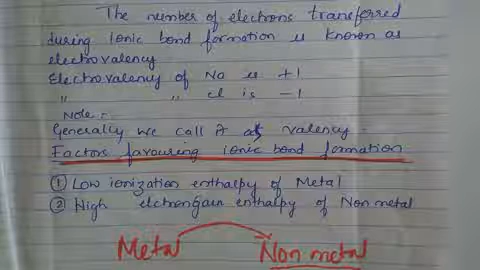 The number of electrons transferred
during Ionic bond formation is known as
electrovalency
Electrovalency of Na is +1
" " Cl is -1
Note :-
Generally we call it as valency.
Factors favouring ionic bond formation
① Low ionization enthalpy of Metal
② High elctrongain enthalpy of Non metal
Metal Non metal